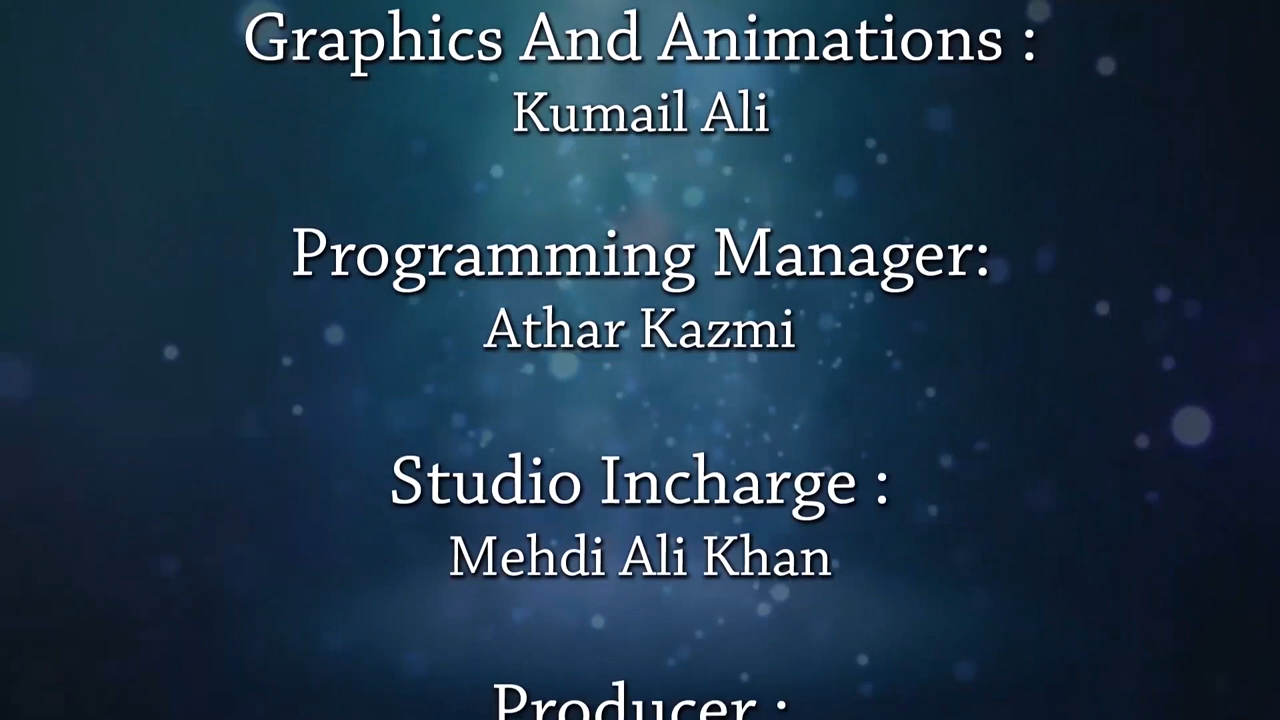 Graphics And Animations :
Kumail Ali
Programming Manager:
Athar Kazmi
Studio Incharge :
Mehdi Ali Khan
Producer :